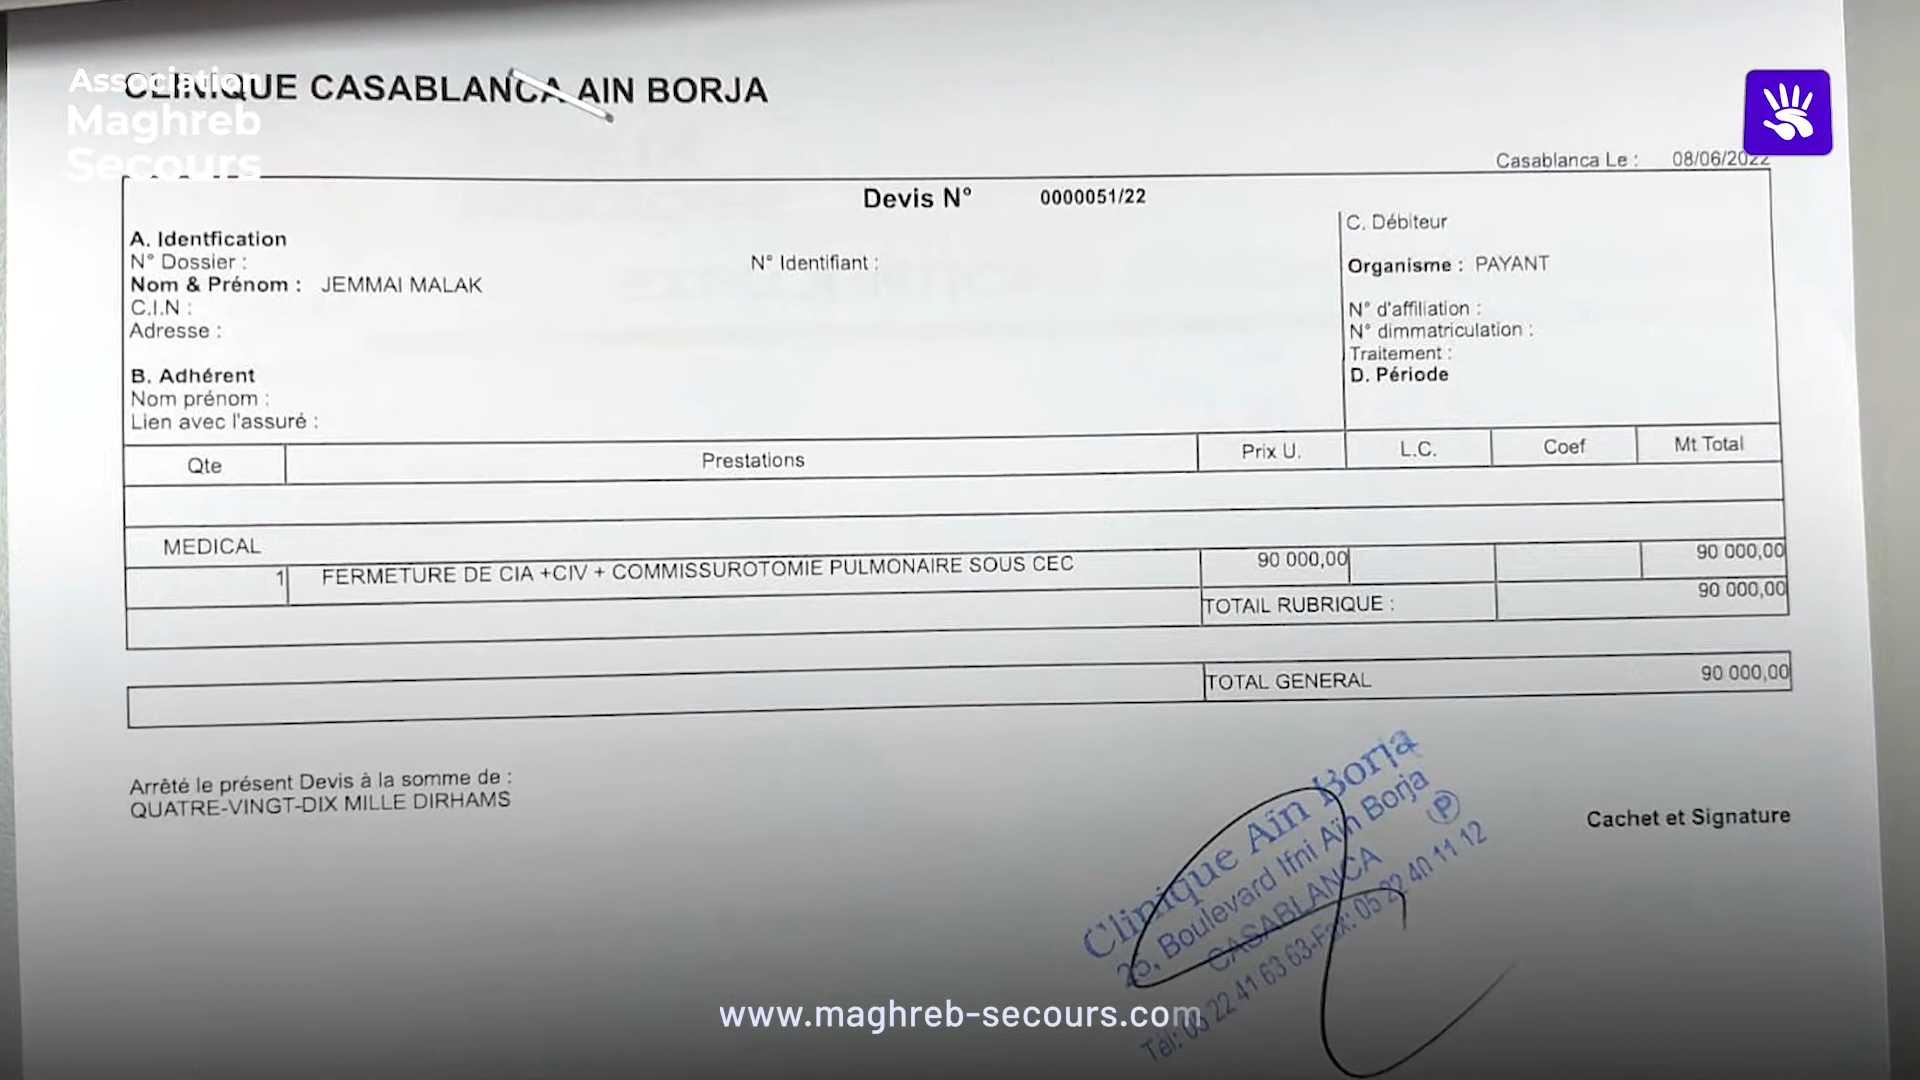 Association
Maghreb
Secours
CLINIQUE CASABLANCA AIN BORJA
Casablanca Le : 08/06/2022
Devis N° 0000051/22
A. Identfication
N° Dossier :
N° Identifiant :
Nom & Prénom : JEMMAI MALAK
C.I.N :
Adresse :
B. Adhérent
Nom prénom :
Lien avec l'assuré :
C. Débiteur
Organisme : PAYANT
N° d'affiliation :
N° dimmatriculation :
Traitement :
D. Période
Qte Prestations Prix U. L.C. Coef Mt Total
MEDICAL
1 FERMETURE DE CIA +CIV + COMMISSUROTOMIE PULMONAIRE SOUS CEC 90 000,00 90 000,00
TOTAIL RUBRIQUE : 90 000,00
TOTAL GENERAL 90 000,00
Arrêté le présent Devis à la somme de :
QUATRE-VINGT-DIX MILLE DIRHAMS
Cachet et Signature
Clinique Aïn Borja
25, Boulevard Ifni Aïn Borja
P
CASABLANCA
Tél: 05 22 41 63 63-Fax: 05 22 40 11 12
www.maghreb-secours.com